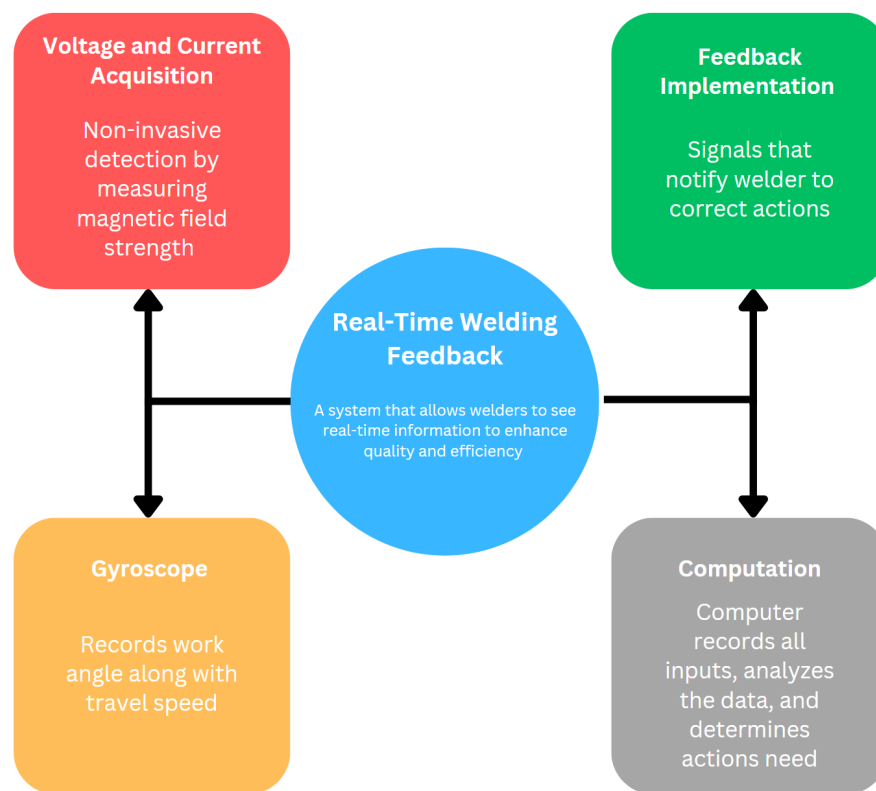 Voltage and Current
Acquisition
Non-invasive
detection by
measuring
magnetic field
strength
Feedback
Implementation
Signals that
notify welder to
correct actions
Real-Time Welding
Feedback
A system that allows welders to see
real-time information to enhance
quality and efficiency
Gyroscope
Records work
angle along with
travel speed
Computation
Computer
records all
inputs, analyzes
the data, and
determines
actions need